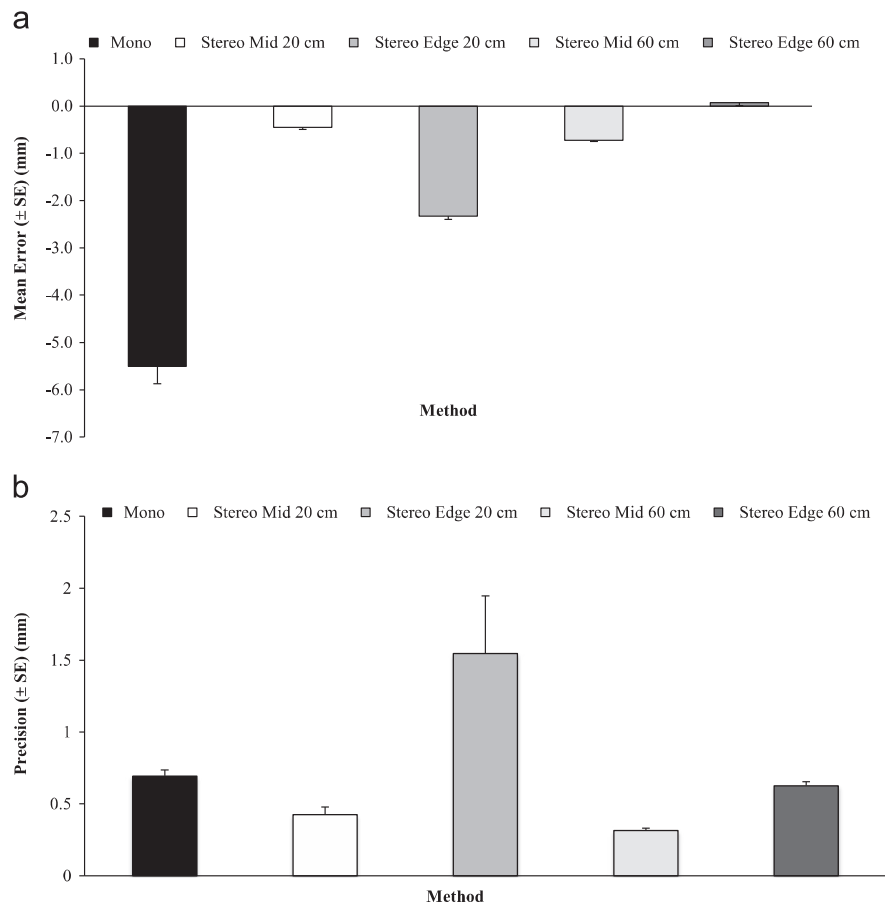 a
Mono Stereo Mid 20 cm Stereo Edge 20 cm Stereo Mid 60 cm Stereo Edge 60 cm
1.0
0.0
-1.0
-2.0
-3.0
-4.0
-5.0
-6.0
-7.0
Mean Error (± SE) (mm)
Method
b
Mono Stereo Mid 20 cm Stereo Edge 20 cm Stereo Mid 60 cm Stereo Edge 60 cm
2.5
2
1.5
1
0.5
0
Precision (± SE) (mm)
Method